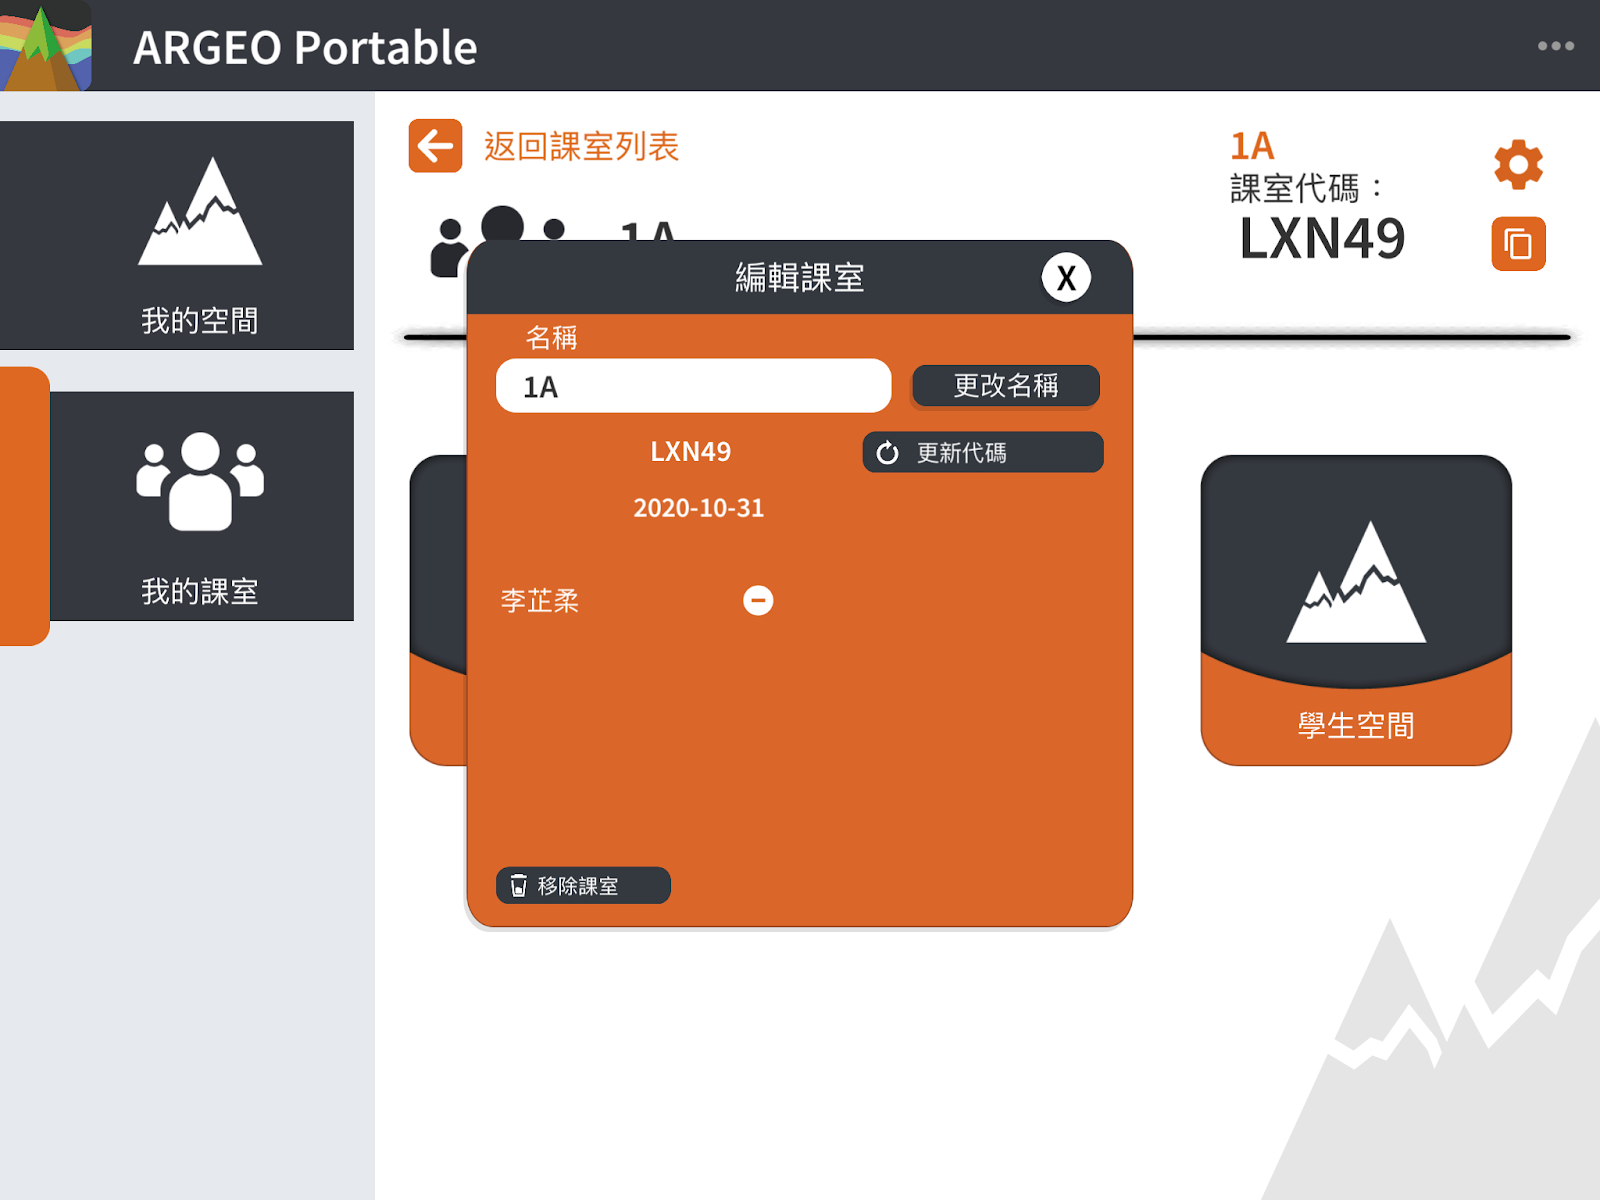 ARGEO Portable
我的空間
我的課室
返回課室列表
1A
1A
課室代碼：
LXN49
編輯課室
X
名稱
1A
更改名稱
LXN49
更新代碼
2020-10-31
李芷柔
移除課室
學生空間